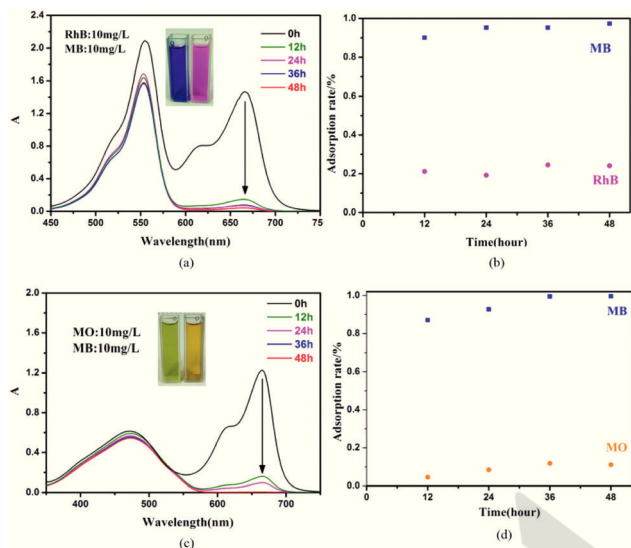 RhB:10mg/L
MB:10mg/L
0h
12h
24h
36h
48h
2.4
2.0
1.6
1.2
0.8
0.4
0.0
A
450 500 550 600 650 700 75
Wavelength(nm)
(a)
1.0
0.8
0.6
0.4
0.2
0.0
Adsorption rate/%
MB
RhB
0 12 24 36 48
Time(hour)
(b)
MO:10mg/L
MB:10mg/L
0h
12h
24h
36h
48h
2.0
1.6
1.2
0.8
0.4
0.0
A
400 500 600 700
Wavelength(nm)
(c)
1.0
0.8
0.6
0.4
0.2
0.0
Adsorption rate/%
MB
MO
0 12 24 36 48
Time(hour)
(d)